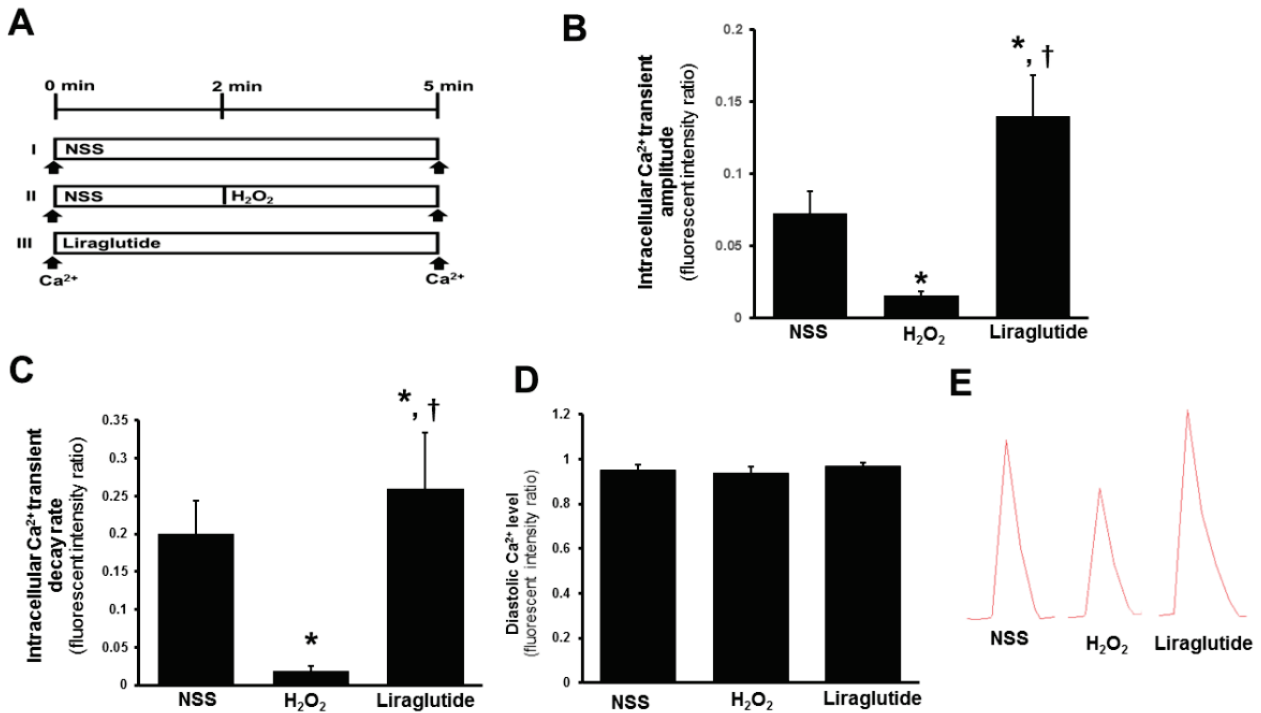 A
0 min 2 min 5 min
I NSS
II NSS H₂O₂
III Liraglutide
Ca²⁺ Ca²⁺
B
Intracellular Ca²⁺ transient
amplitude
(fluorescent intensity ratio)
0.2
0.15
0.1
0.05
0
*
*, †
NSS H₂O₂ Liraglutide
C
Intracellular Ca²⁺ transient
decay rate
(fluorescent intensity ratio)
0.35
0.3
0.25
0.2
0.15
0.1
0.05
0
*
*, †
NSS H₂O₂ Liraglutide
D
Diastolic Ca²⁺ level
(fluorescent intensity ratio)
1.2
1
0.8
0.6
0.4
0.2
0
NSS H₂O₂ Liraglutide
E
NSS H₂O₂ Liraglutide